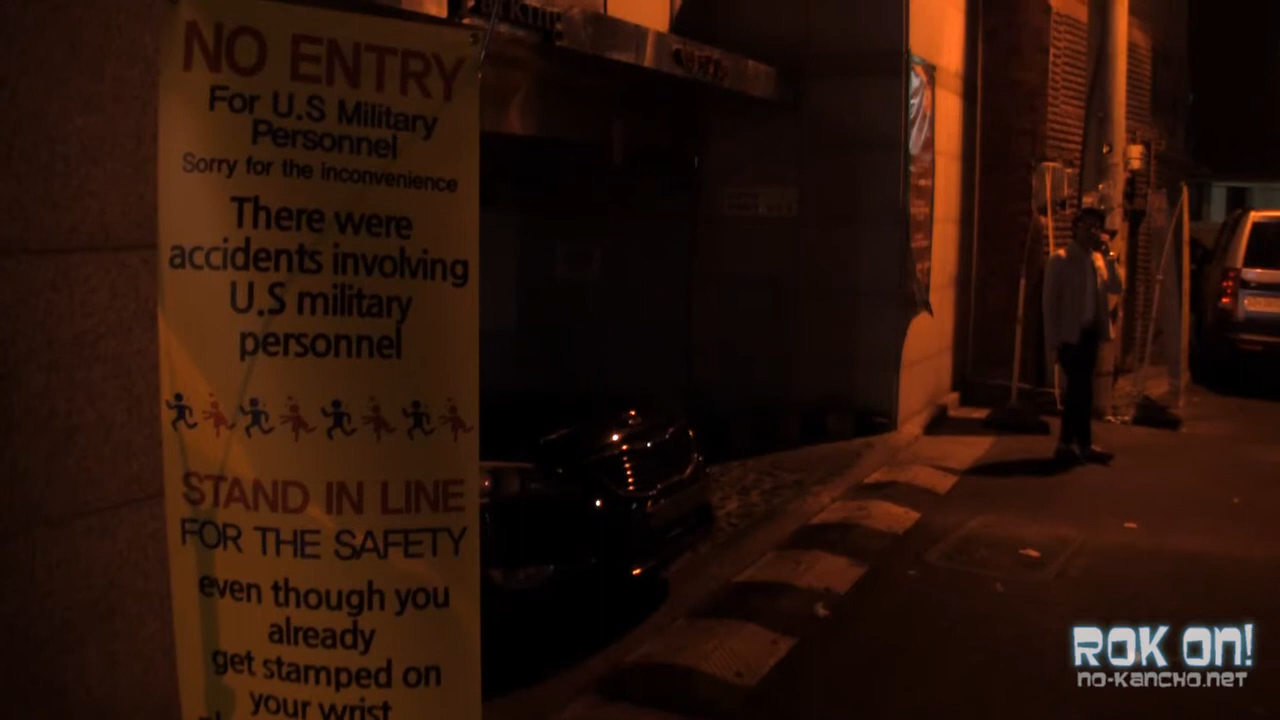 NO ENTRY
For U.S Military
Personnel
Sorry for the Inconvenience
There were
accidents involving
U.S military
personnel
STAND IN LINE
FOR THE SAFETY
even though you
already
get stamped on
your wrist
ROK ON!
NO-KANCHO.NET